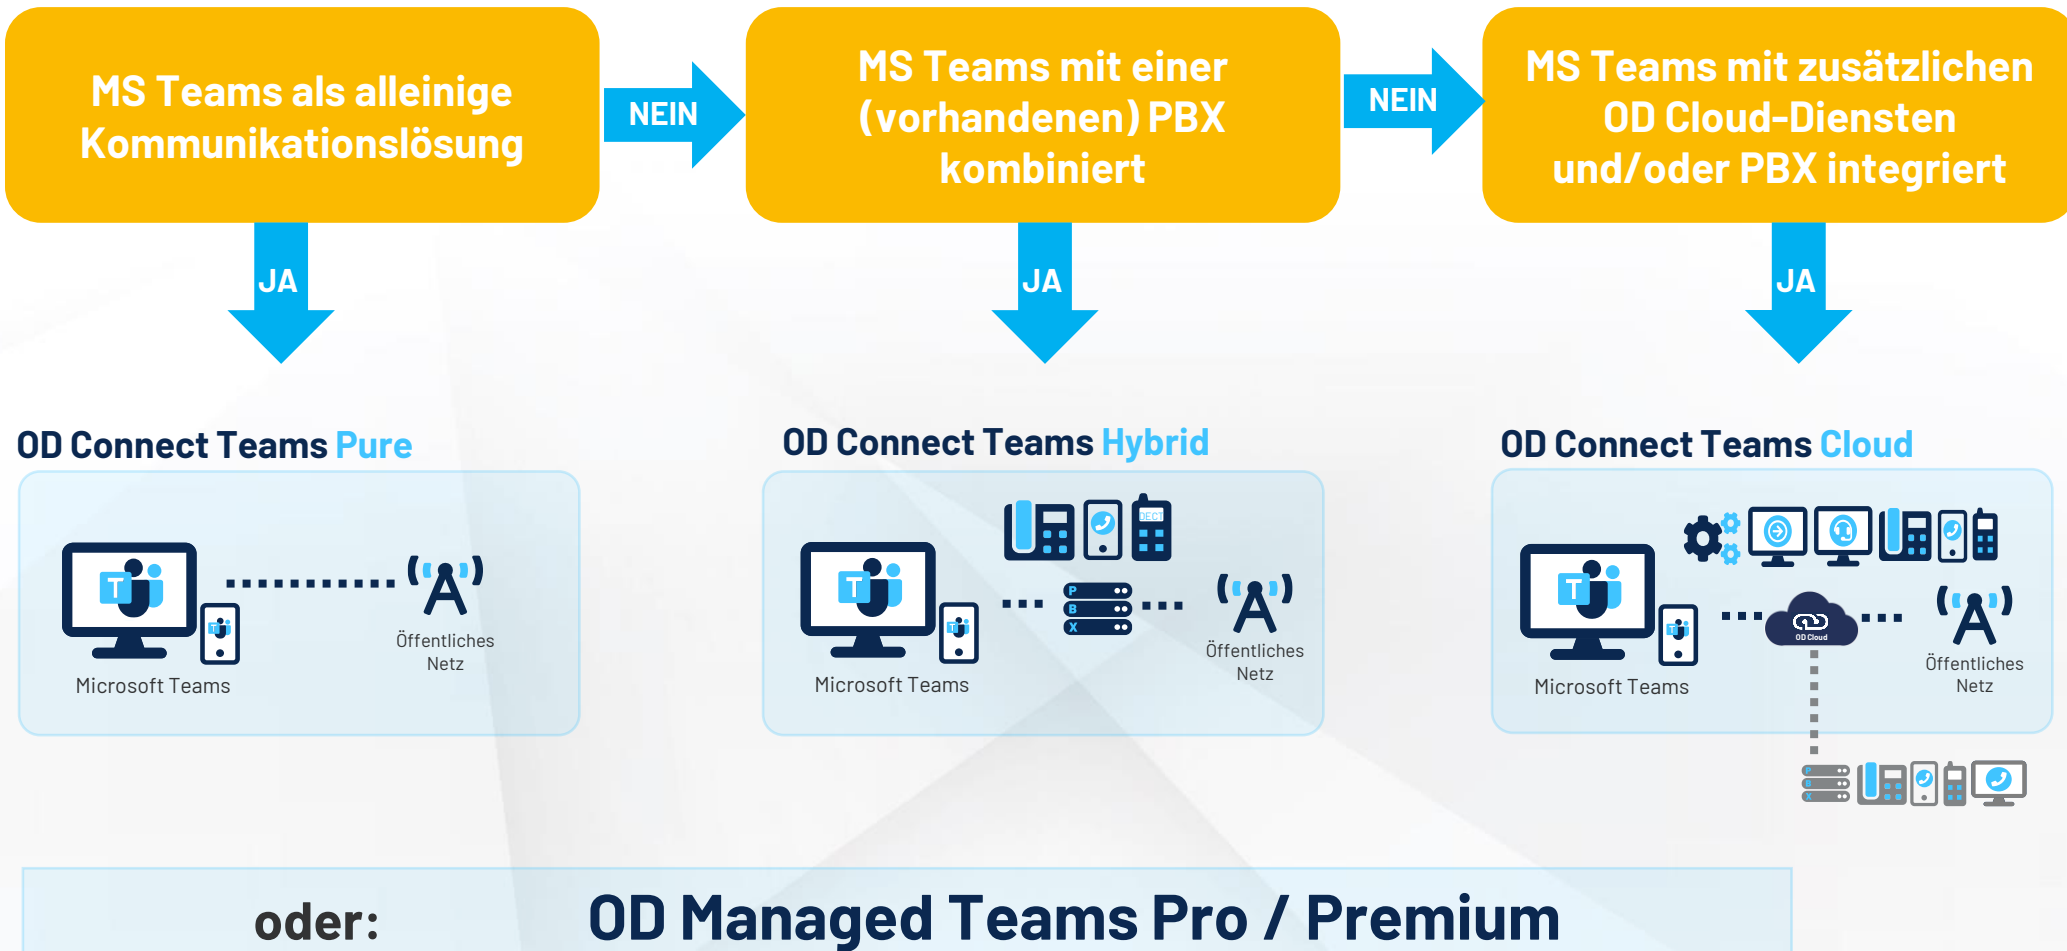 MS Teams als alleinige
Kommunikationslösung
NEIN
MS Teams mit einer
(vorhandenen) PBX
kombiniert
NEIN
MS Teams mit zusätzlichen
OD Cloud-Diensten
und/oder PBX integriert
JA
JA
JA
OD Connect Teams Pure
T
T
Microsoft Teams
Öffentliches
Netz
OD Connect Teams Hybrid
DECT
T
T
P
B
X
Microsoft Teams
Öffentliches
Netz
OD Connect Teams Cloud
T
T
OD Cloud
Microsoft Teams
Öffentliches
Netz
P
B
X
oder:
OD Managed Teams Pro / Premium